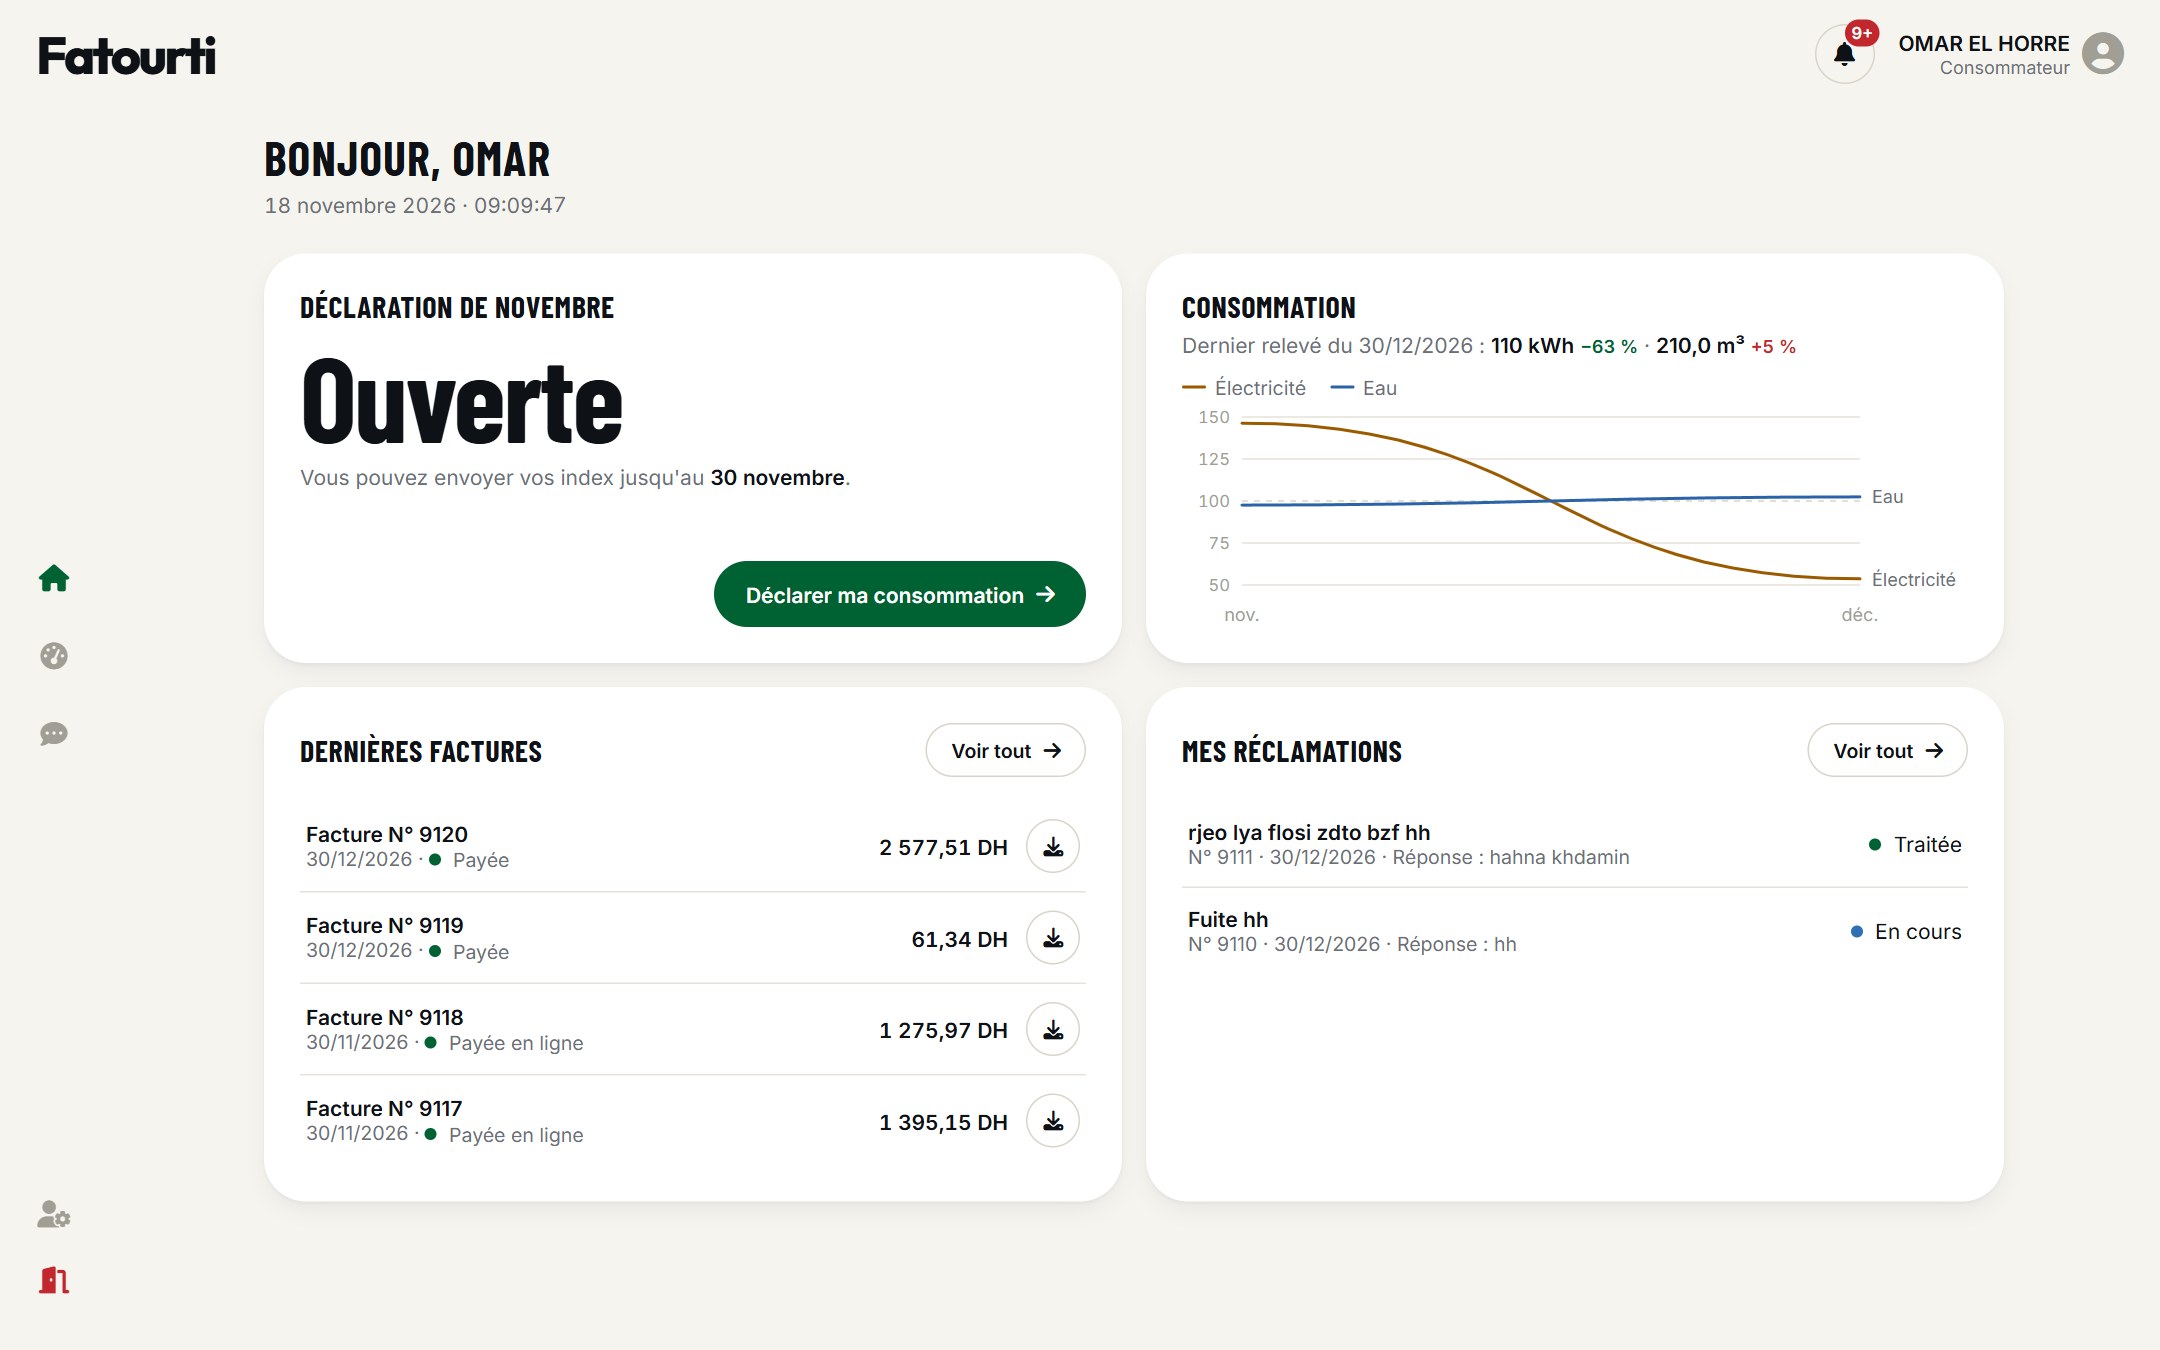 Fatourti
9+
OMAR EL HORRE
Consommateur
BONJOUR, OMAR
18 novembre 2026 · 09:09:47
DÉCLARATION DE NOVEMBRE
Ouverte
Vous pouvez envoyer vos index jusqu'au 30 novembre.
Déclarer ma consommation →
CONSOMMATION
Dernier relevé du 30/12/2026 : 110 kWh −63 % · 210,0 m³ +5 %
Électricité Eau
150
125
100
75
50
Eau
Électricité
nov. déc.
DERNIÈRES FACTURES
Voir tout →
Facture N° 9120
30/12/2026 · Payée
2 577,51 DH
Facture N° 9119
30/12/2026 · Payée
61,34 DH
Facture N° 9118
30/11/2026 · Payée en ligne
1 275,97 DH
Facture N° 9117
30/11/2026 · Payée en ligne
1 395,15 DH
MES RÉCLAMATIONS
Voir tout →
rjeo lya flosi zdto bzf hh
N° 9111 · 30/12/2026 · Réponse : hahna khdamin
Traitée
Fuite hh
N° 9110 · 30/12/2026 · Réponse : hh
En cours